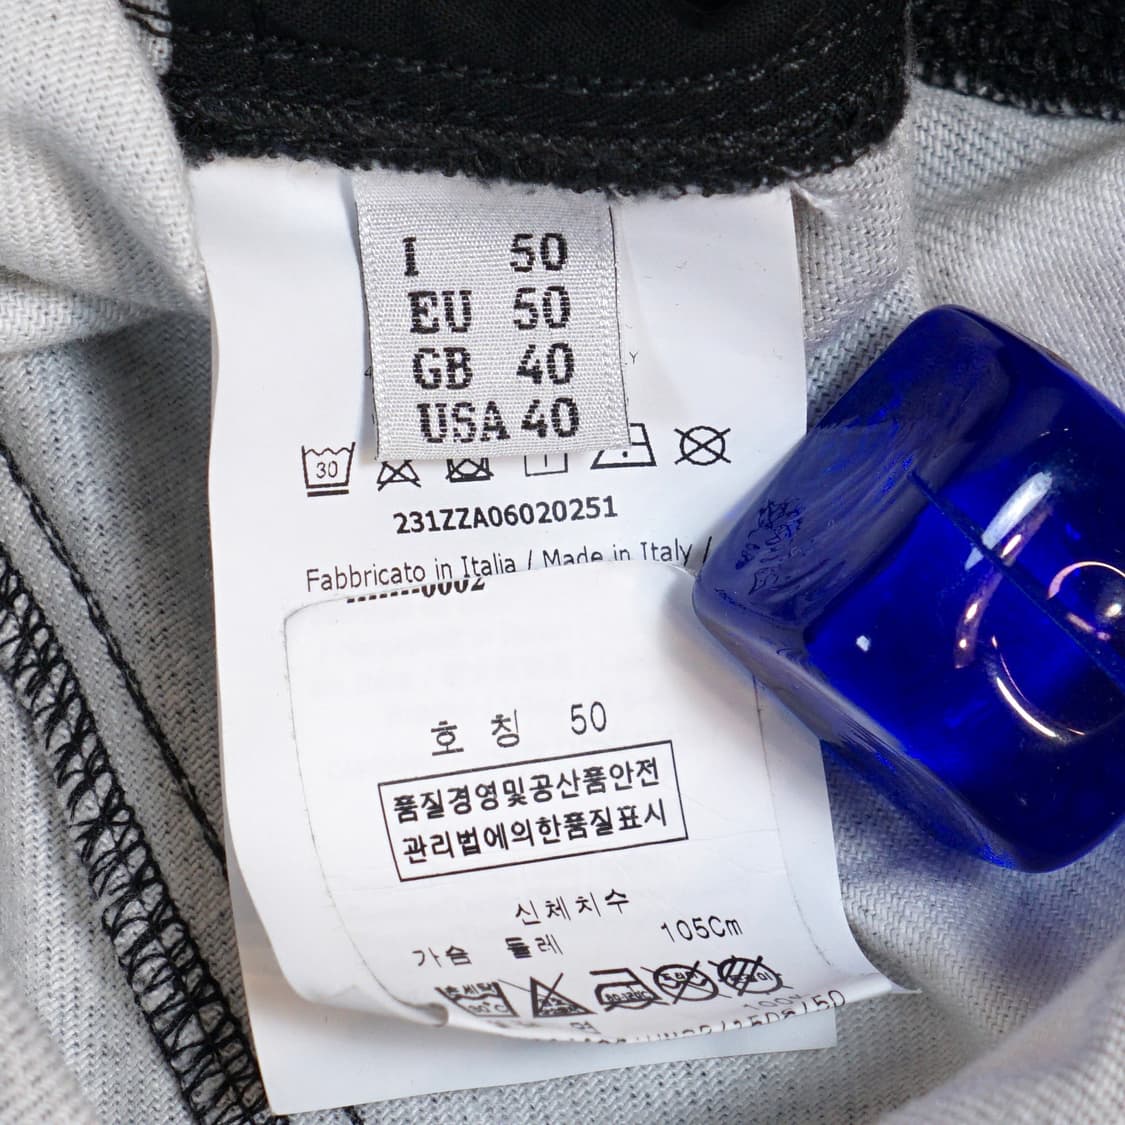 I 50
EU 50
GB 40
USA 40
Y
30
231ZZA06020251
Fabbricato in Italia / Made in Italy /
호 칭 50
품질경영및공산품안전
관리법에의한품질표시
신체치수
가슴 둘레 105Cm